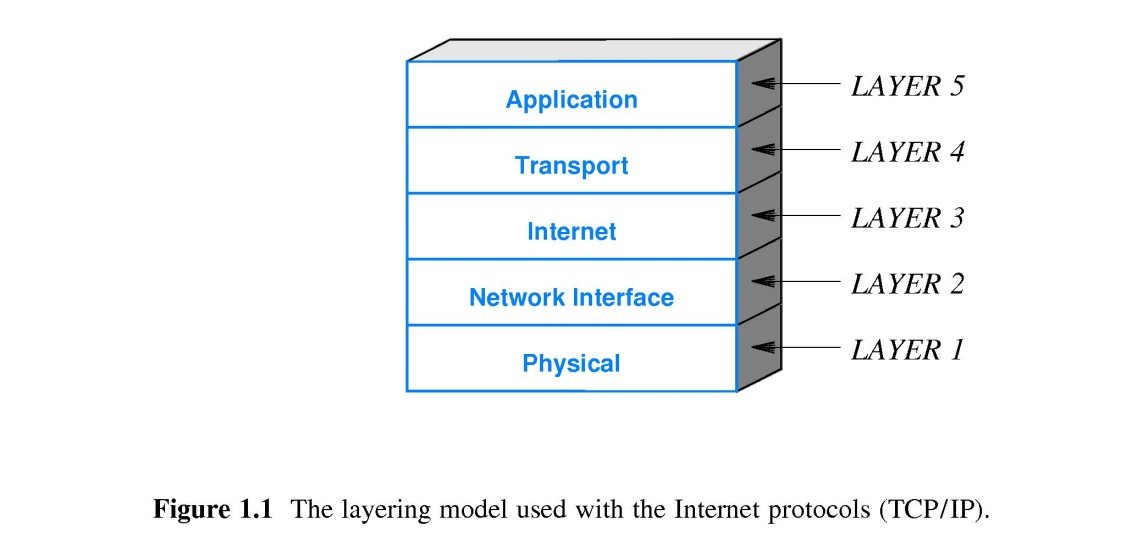 Application
LAYER 5
Transport
LAYER 4
Internet
LAYER 3
Network Interface
LAYER 2
Physical
LAYER 1
Figure 1.1 The layering model used with the Internet protocols (TCP/IP).